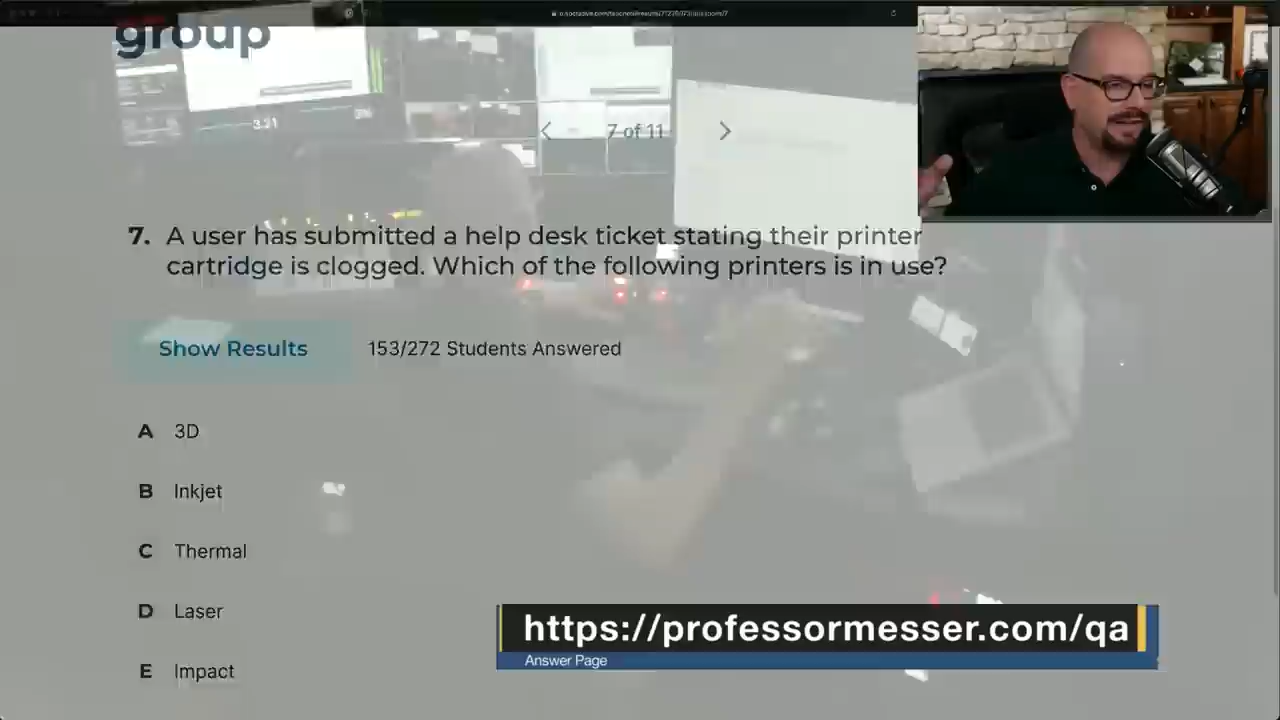 group
3:31
7 of 11
7. A user has submitted a help desk ticket stating their printer
cartridge is clogged. Which of the following printers is in use?
Show Results
153/272 Students Answered
A 3D
B Inkjet
C Thermal
D Laser
E Impact
https://professormesser.com/qa
Answer Page